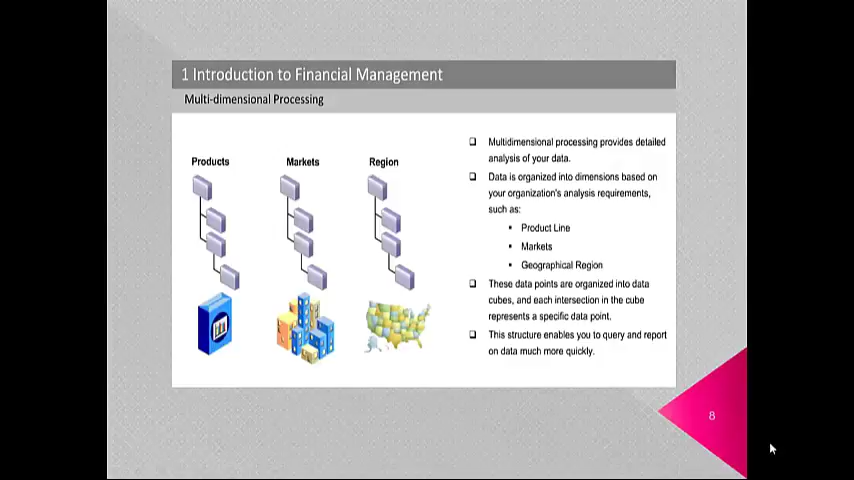 1 Introduction to Financial Management
Multi-dimensional Processing
Products
Markets
Region
❑ Multidimensional processing provides detailed
analysis of your data.
❑ Data is organized into dimensions based on
your organization's analysis requirements,
such as:
▪ Product Line
▪ Markets
▪ Geographical Region
❑ These data points are organized into data
cubes, and each intersection in the cube
represents a specific data point.
❑ This structure enables you to query and report
on data much more quickly.
8